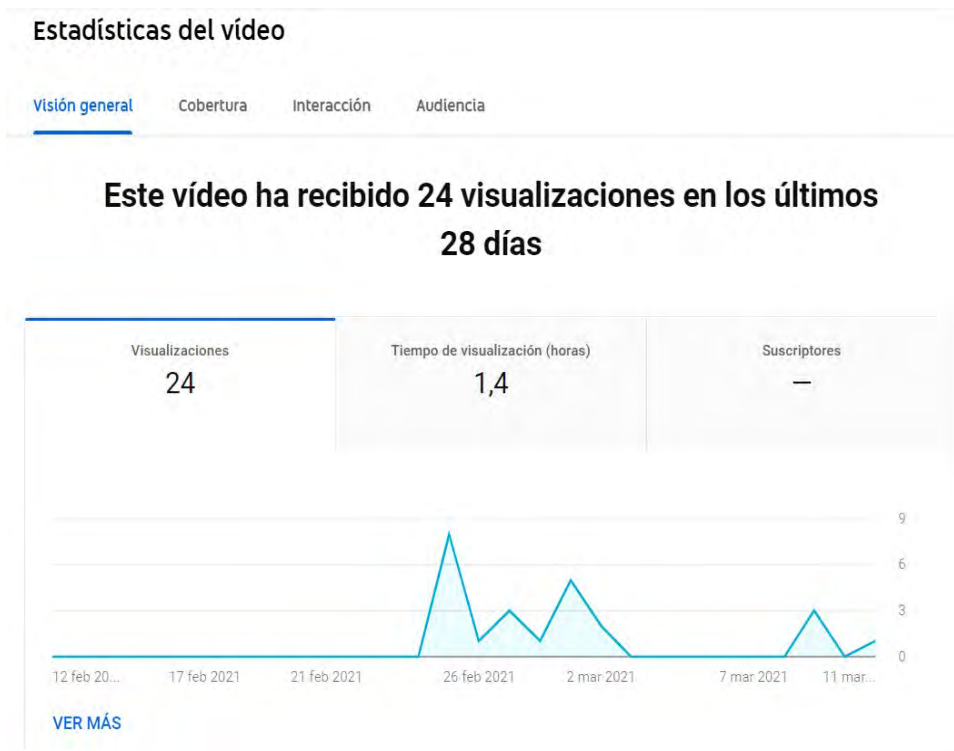 Estadísticas del vídeo
Visión general Cobertura Interacción Audiencia
Este vídeo ha recibido 24 visualizaciones en los últimos
28 días
Visualizaciones Tiempo de visualización (horas) Suscriptores
24 1,4 —
9
6
3
0
12 feb 20... 17 feb 2021 21 feb 2021 26 feb 2021 2 mar 2021 7 mar 2021 11 mar...
VER MÁS